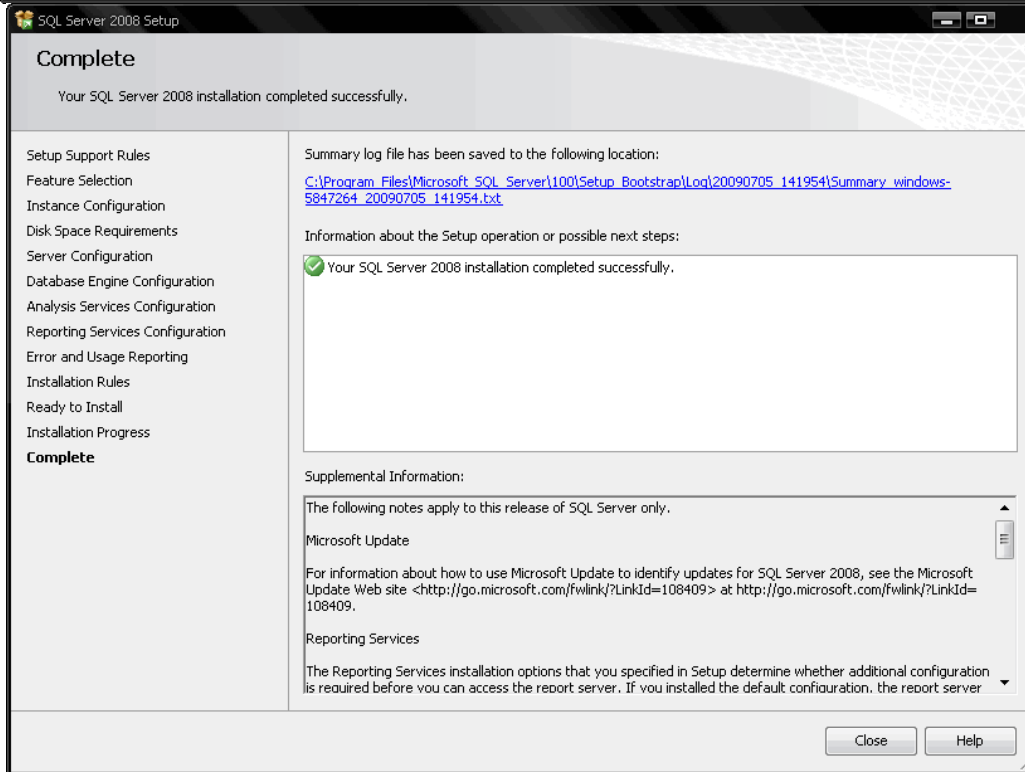 SQL Server 2008 Setup
Complete
Your SQL Server 2008 installation completed successfully.
Setup Support Rules
Feature Selection
Instance Configuration
Disk Space Requirements
Server Configuration
Database Engine Configuration
Analysis Services Configuration
Reporting Services Configuration
Error and Usage Reporting
Installation Rules
Ready to Install
Installation Progress
Complete
Summary log file has been saved to the following location:
C:\Program Files\Microsoft SQL Server\100\Setup Bootstrap\Log\20090705_141954\Summary_windows-
5847264_20090705_141954.txt
Information about the Setup operation or possible next steps:
Your SQL Server 2008 installation completed successfully.
Supplemental Information:
The following notes apply to this release of SQL Server only.
Microsoft Update
For information about how to use Microsoft Update to identify updates for SQL Server 2008, see the Microsoft
Update Web site <http://go.microsoft.com/fwlink/?LinkId=108409> at http://go.microsoft.com/fwlink/?LinkId=
108409.
Reporting Services
The Reporting Services installation options that you specified in Setup determine whether additional configuration
is required before you can access the report server. If you installed the default configuration, the report server
Close
Help